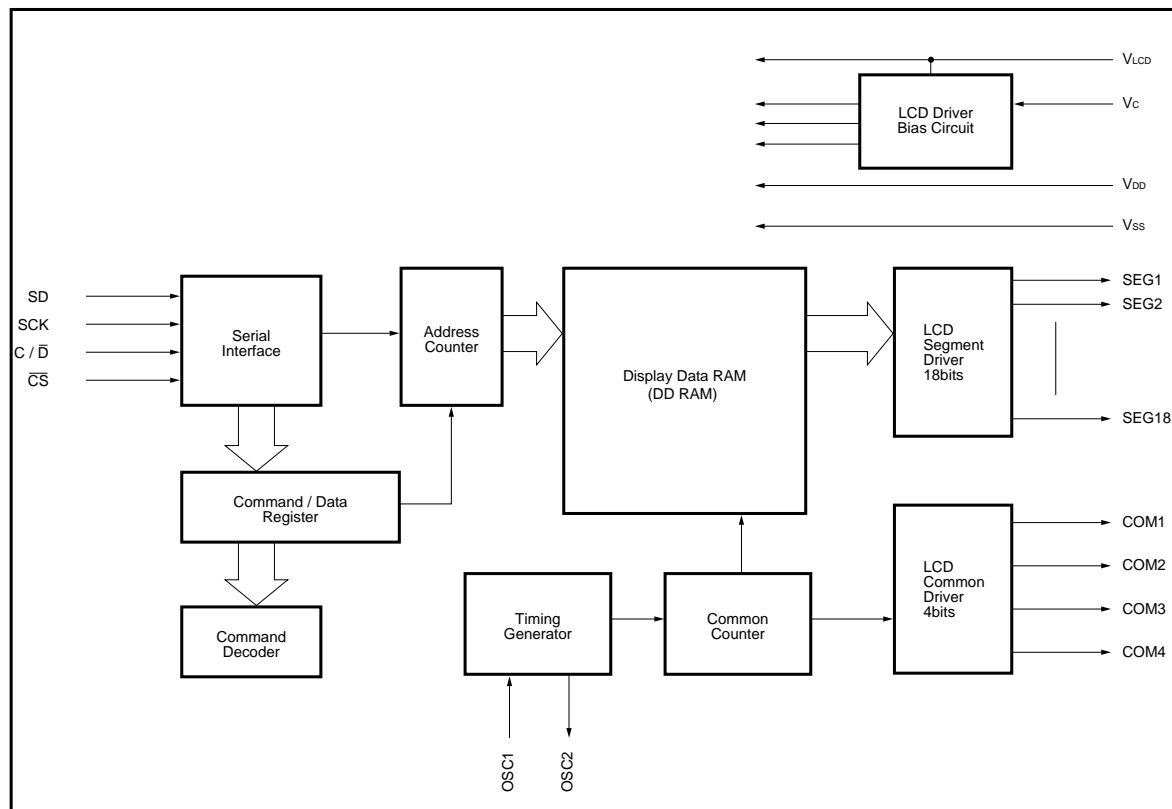 VLCD
LCD Driver
Bias Circuit
VC
VDD
VSS
SD
SCK
C / D̅
C̅S̅
Serial
Interface
Address
Counter
Display Data RAM
(DD RAM)
LCD
Segment
Driver
18bits
SEG1
SEG2
SEG18
Command / Data
Register
Command
Decoder
Timing
Generator
Common
Counter
LCD
Common
Driver
4bits
COM1
COM2
COM3
COM4
OSC1
OSC2